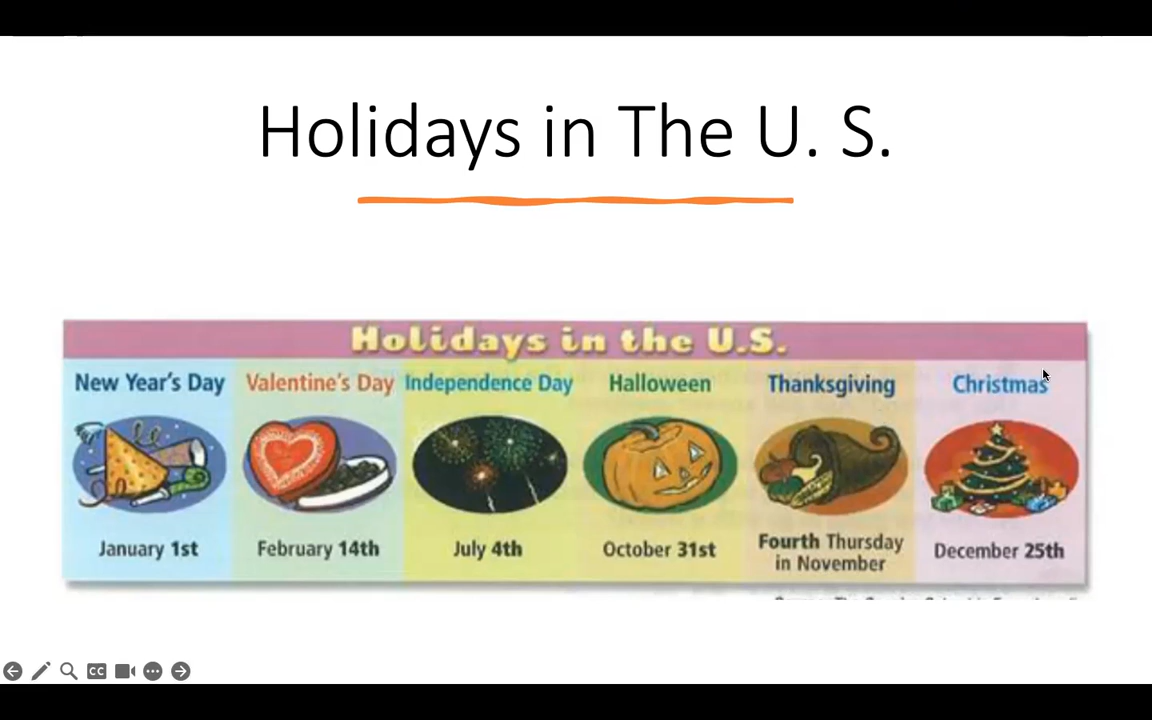 Holidays in The U. S.
Holidays in the U.S.
New Year's Day Valentine's Day Independence Day Halloween Thanksgiving Christmas
January 1st February 14th July 4th October 31st Fourth Thursday in November December 25th
CC